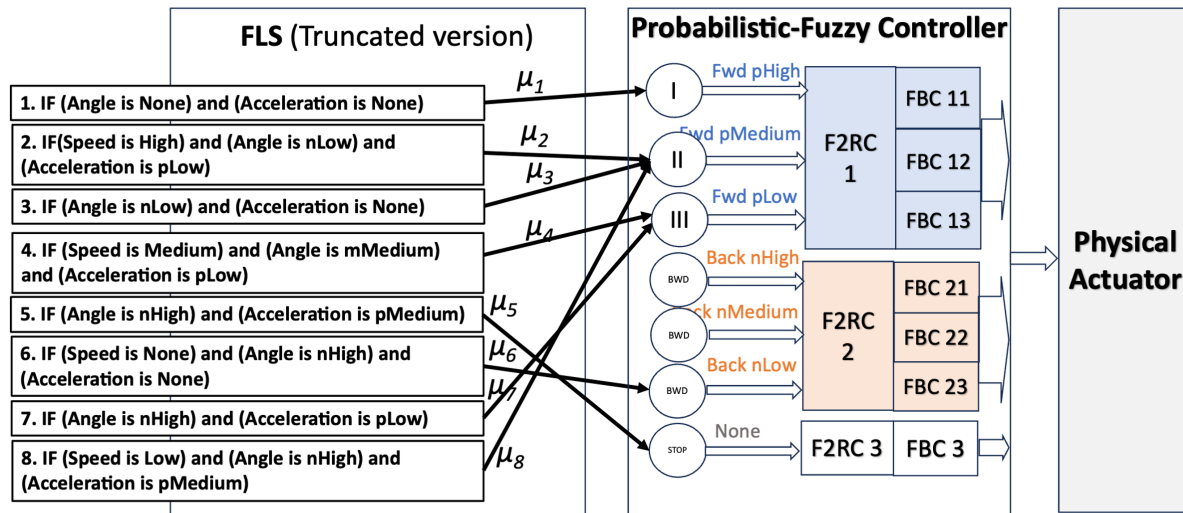 FLS (Truncated version)
1. IF (Angle is None) and (Acceleration is None)
2. IF(Speed is High) and (Angle is nLow) and
(Acceleration is pLow)
3. IF (Angle is nLow) and (Acceleration is None)
4. IF (Speed is Medium) and (Angle is mMedium)
and (Acceleration is pLow)
5. IF (Angle is nHigh) and (Acceleration is pMedium)
6. IF (Speed is None) and (Angle is nHigh) and
(Acceleration is None)
7. IF (Angle is nHigh) and (Acceleration is pLow)
8. IF (Speed is Low) and (Angle is nHigh) and
(Acceleration is pMedium)
μ1
μ2
μ3
μ4
μ5
μ6
μ7
μ8
Probabilistic-Fuzzy Controller
I
II
III
BWD
BWD
BWD
STOP
Fwd pHigh
Fwd pMedium
Fwd pLow
Back nHigh
ck nMedium
Back nLow
None
F2RC
1
FBC 11
FBC 12
FBC 13
F2RC
2
FBC 21
FBC 22
FBC 23
F2RC 3
FBC 3
Physical
Actuator